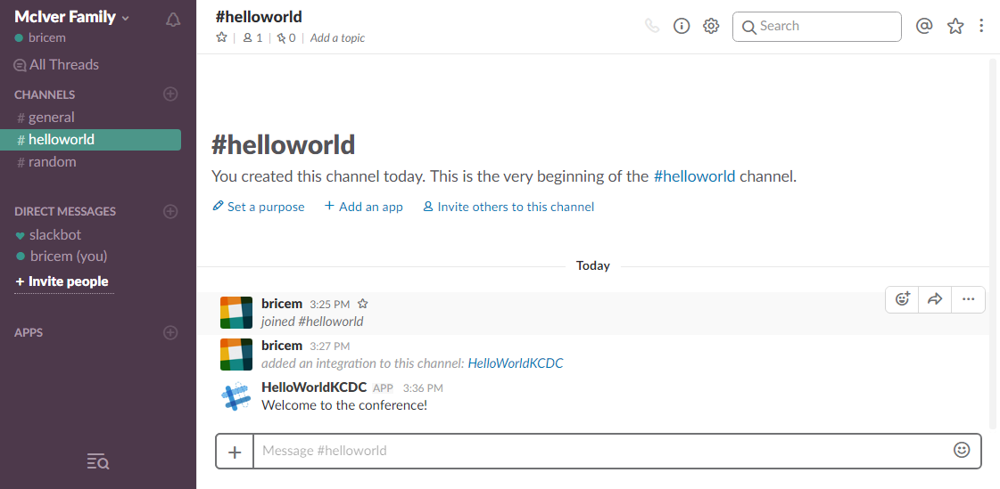 McIver Family
bricem
All Threads
CHANNELS
# general
# helloworld
# random
DIRECT MESSAGES
slackbot
bricem (you)
+ Invite people
APPS
#helloworld
1 | 0 | Add a topic
Search
#helloworld
You created this channel today. This is the very beginning of the #helloworld channel.
Set a purpose + Add an app Invite others to this channel
Today
bricem 3:25 PM
joined #helloworld
bricem 3:27 PM
added an integration to this channel: HelloWorldKCDC
HelloWorldKCDC APP 3:36 PM
Welcome to the conference!
+ Message #helloworld